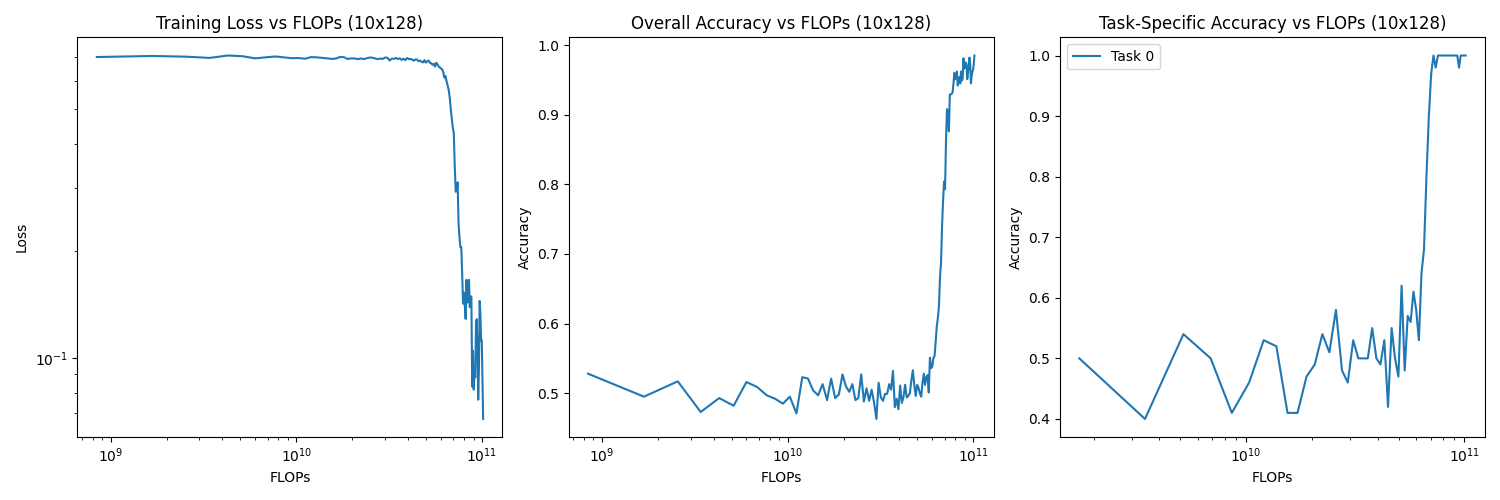 Training Loss vs FLOPs (10x128)
Loss
10⁻¹
10⁹
10¹⁰
10¹¹
FLOPs
Overall Accuracy vs FLOPs (10x128)
Accuracy
1.0
0.9
0.8
0.7
0.6
0.5
10⁹
10¹⁰
10¹¹
FLOPs
Task-Specific Accuracy vs FLOPs (10x128)
Task 0
Accuracy
1.0
0.9
0.8
0.7
0.6
0.5
0.4
10¹⁰
10¹¹
FLOPs